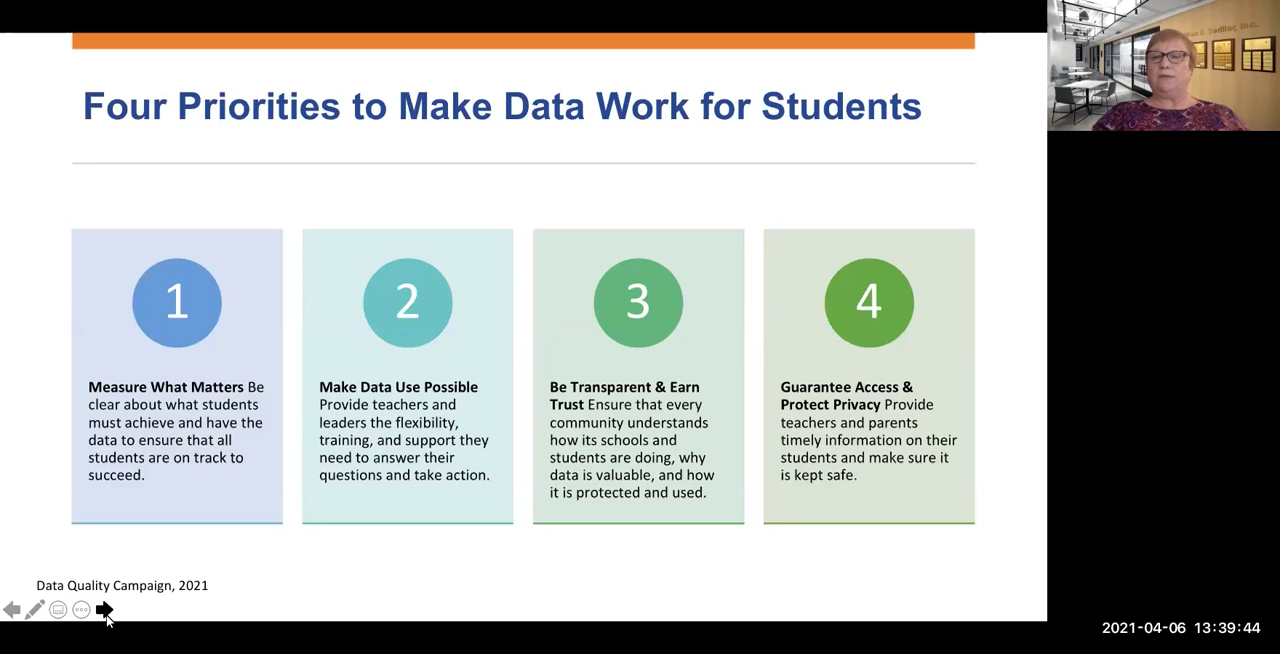 Four Priorities to Make Data Work for Students
1
Measure What Matters Be
clear about what students
must achieve and have the
data to ensure that all
students are on track to
succeed.
2
Make Data Use Possible
Provide teachers and
leaders the flexibility,
training, and support they
need to answer their
questions and take action.
3
Be Transparent & Earn
Trust Ensure that every
community understands
how its schools and
students are doing, why
data is valuable, and how
it is protected and used.
4
Guarantee Access &
Protect Privacy Provide
teachers and parents
timely information on their
students and make sure it
is kept safe.
Data Quality Campaign, 2021
Inc.
2021-04-06 13:39:44